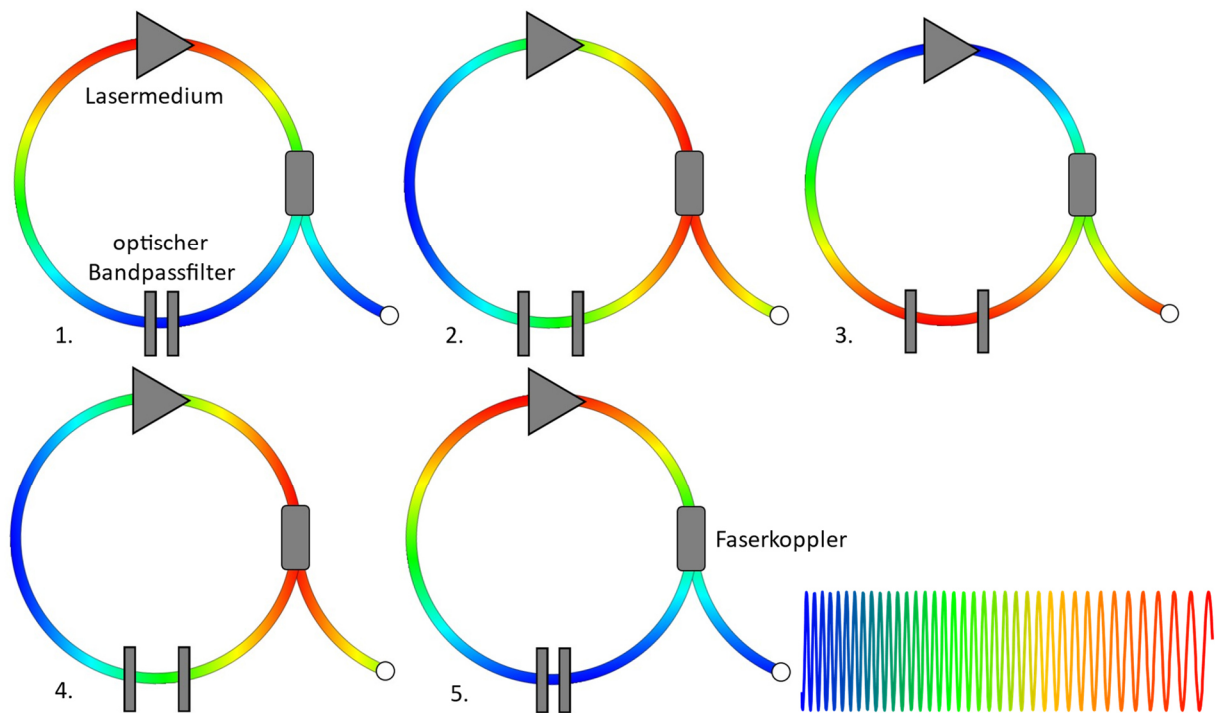 Lasermedium
optischer
Bandpassfilter
1.
2.
3.
4.
5.
Faserkoppler